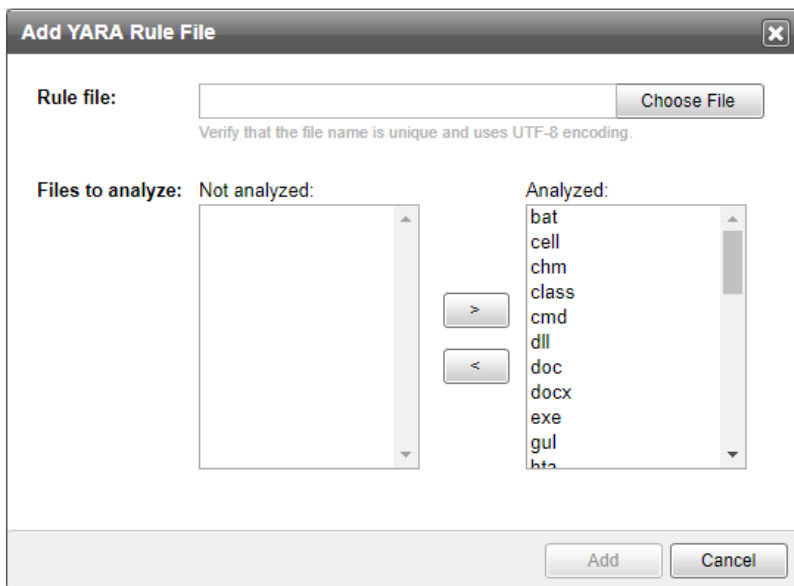 Add YARA Rule File
Rule file:
Choose File
Verify that the file name is unique and uses UTF-8 encoding.
Files to analyze:
Not analyzed:
Analyzed:
bat
cell
chm
class
cmd
dll
doc
docx
exe
gul
hta
>
<
Add
Cancel